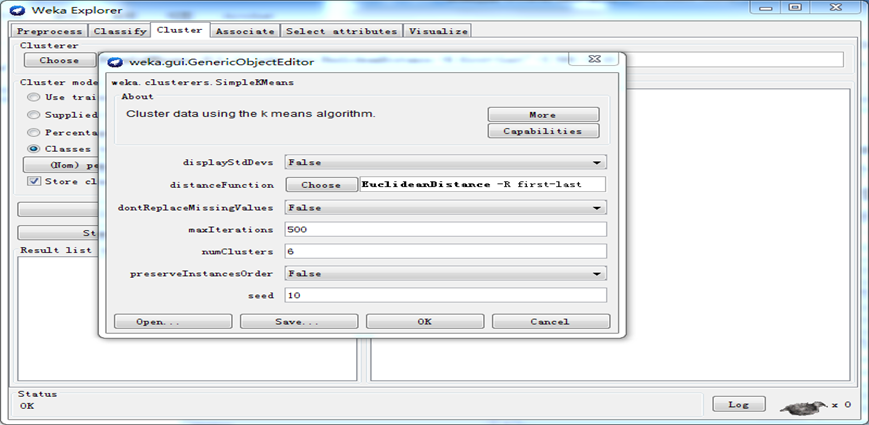 Weka Explorer
Preprocess Classify Cluster Associate Select attributes Visualize
Clusterer
Choose
weka.gui.GenericObjectEditor
weka.clusterers.SimpleKMeans
About
Cluster data using the k means algorithm.
More
Capabilities
displayStdDevs False
distanceFunction Choose EuclideanDistance -R first-last
dontReplaceMissingValues False
maxIterations 500
numClusters 6
preserveInstancesOrder False
seed 10
Open... Save... OK Cancel
Cluster mode
Use trai
Supplied
Percenta
Classes
(Nom) pe
Store cl
St
Result list
Status
OK
Log
x 0